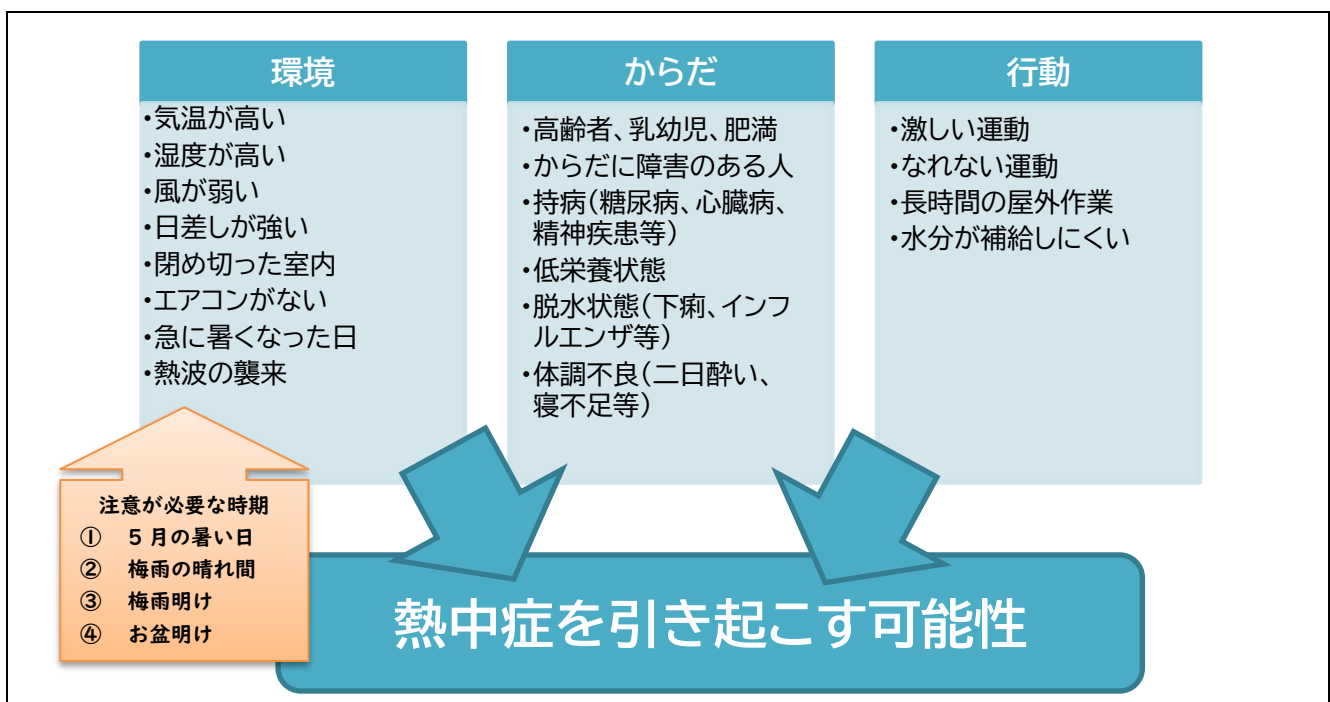 環境
・気温が高い
・湿度が高い
・風が弱い
・日差しが強い
・閉め切った室内
・エアコンがない
・急に暑くなった日
・熱波の襲来
からだ
・高齢者、乳幼児、肥満
・からだに障害のある人
・持病(糖尿病、心臓病、
精神疾患等)
・低栄養状態
・脱水状態(下痢、インフ
ルエンザ等)
・体調不良(二日酔い、
寝不足等)
行動
・激しい運動
・なれない運動
・長時間の屋外作業
・水分が補給しにくい
注意が必要な時期
① 5月の暑い日
② 梅雨の晴れ間
③ 梅雨明け
④ お盆明け
熱中症を引き起こす可能性